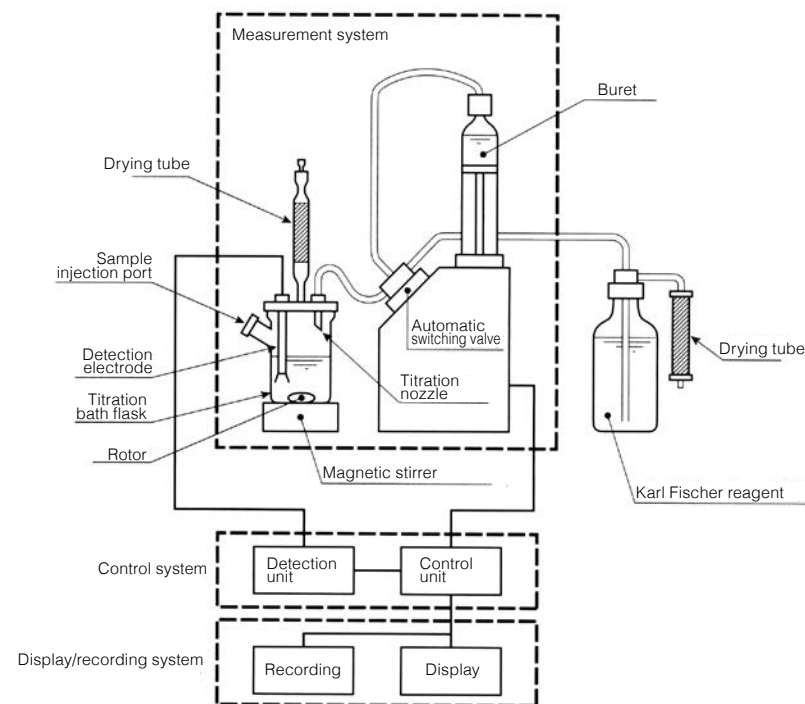 Measurement system
Buret
Drying tube
Sample
injection port
Automatic
switching valve
Detection
electrode
Titration
nozzle
Drying tube
Titration
bath flask
Rotor
Magnetic stirrer
Karl Fischer reagent
Control system
Detection
unit
Control
unit
Display/recording system
Recording
Display